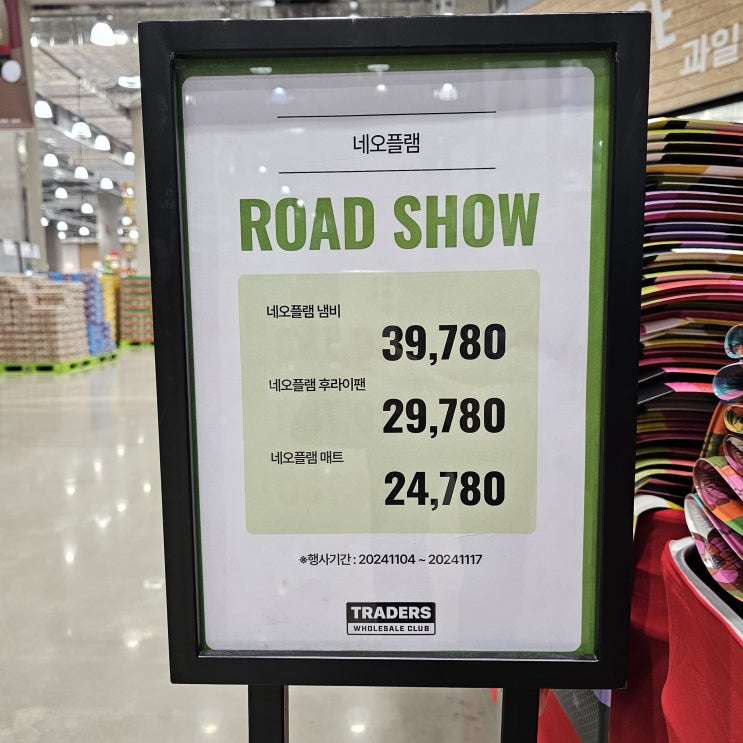 과일
네오플램
ROAD SHOW
네오플램 냄비
39,780
네오플램 후라이팬
29,780
네오플램 매트
24,780
※행사기간 : 20241104 ~ 20241117
TRADERS
WHOLESALE CLUB